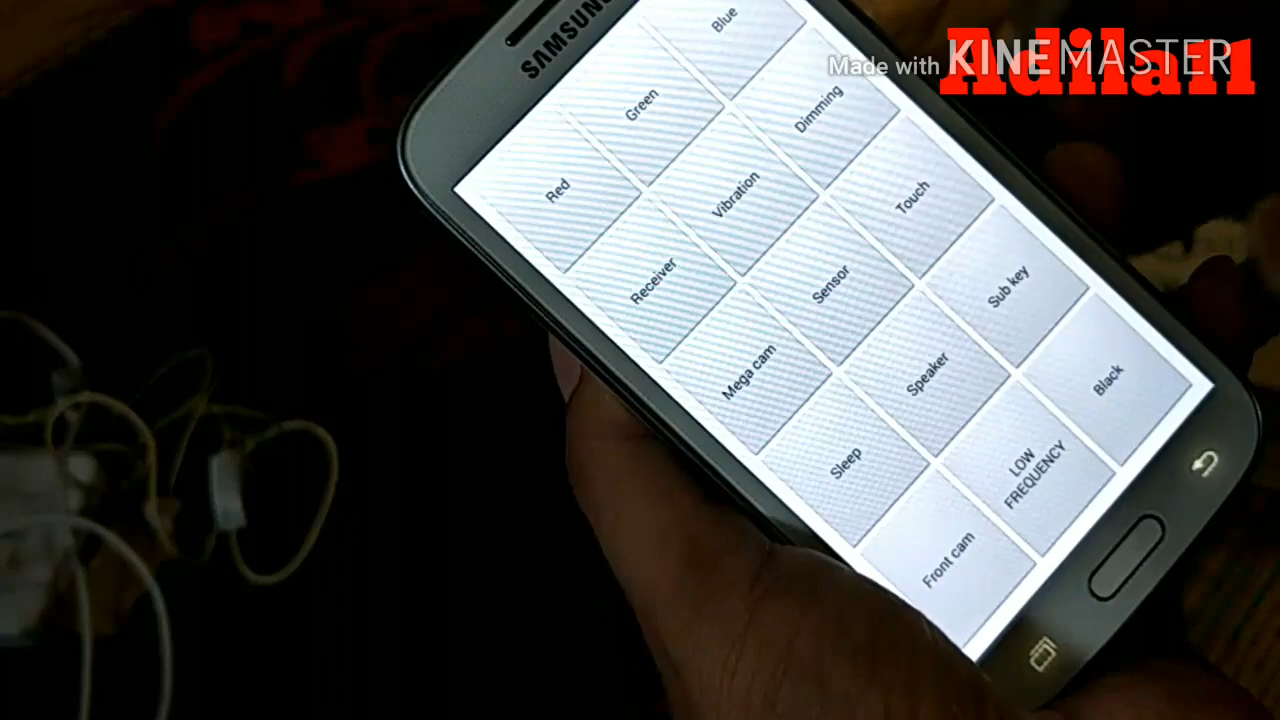 SAMSUNG
Made with KINEMASTER
Adilan
Red
Green
Blue
Receiver
Vibration
Dimming
Mega cam
Sensor
Touch
Sleep
Speaker
Sub key
Front cam
LOW
FREQUENCY
Black